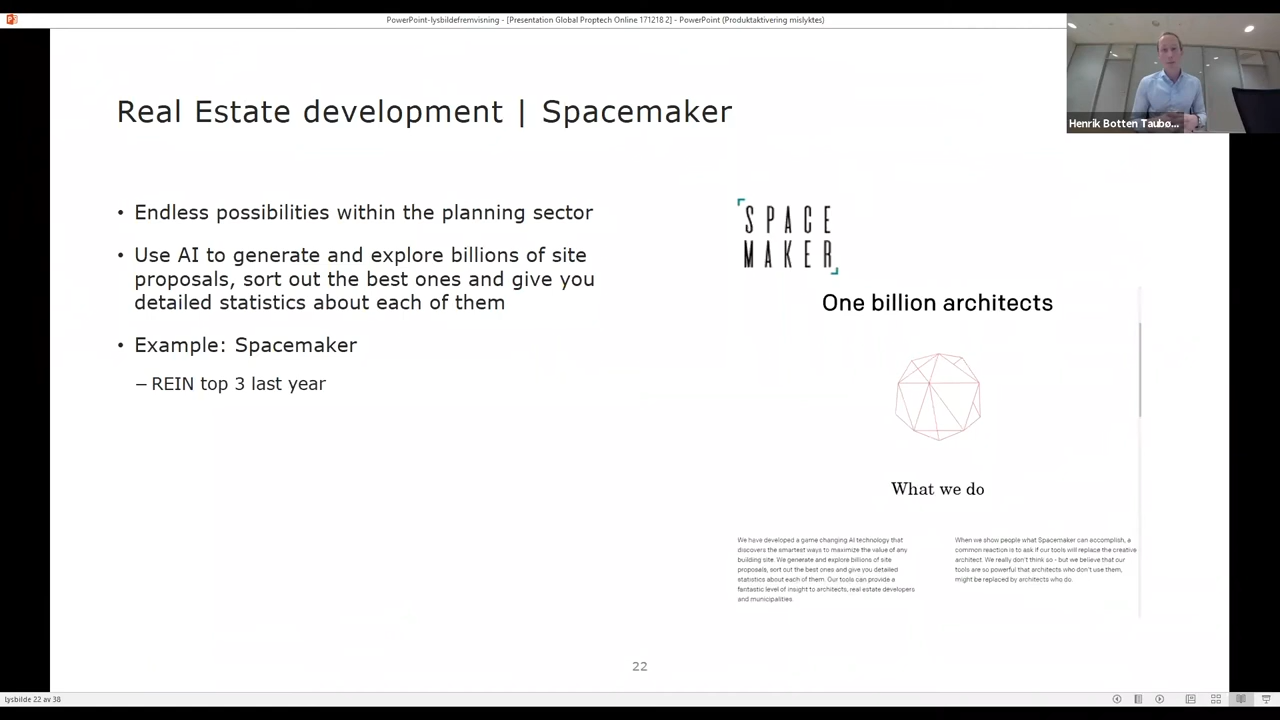 PowerPoint-lysbildefremvisning - [Presentation Global Proptech Online 171218 2] - PowerPoint (Produktaktivering mislyktes)
Henrik Botten Taubø...
Real Estate development | Spacemaker
• Endless possibilities within the planning sector
• Use AI to generate and explore billions of site
proposals, sort out the best ones and give you
detailed statistics about each of them
• Example: Spacemaker
– REIN top 3 last year
SPACE
MAKER
One billion architects
What we do
We have developed a game changing AI technology that
discovers the smartest ways to maximize the value of any
building site. We generate and explore billions of site
proposals, sort out the best ones and give you detailed
statistics about each of them. Our tools can provide a
fantastic level of insight to architects, real estate developers
and municipalities.
When we show people what Spacemaker can accomplish, a
common reaction is to ask if our tools will replace the creative
architect. We really don't think so - but we believe that our
tools are so powerful that architects who don't use them,
might be replaced by architects who do.
22
lysbilde 22 av 38